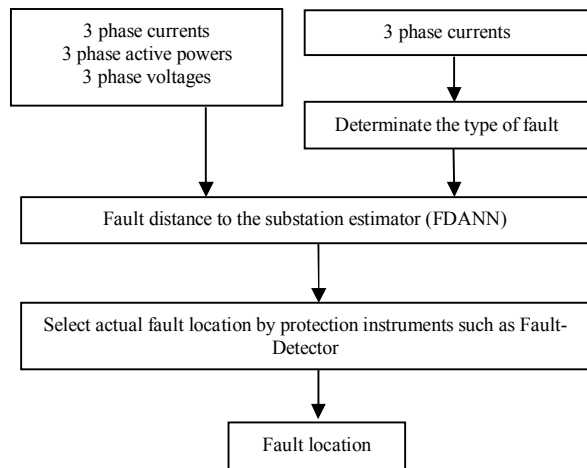 3 phase currents
3 phase active powers
3 phase voltages
3 phase currents
Determinate the type of fault
Fault distance to the substation estimator (FDANN)
Select actual fault location by protection instruments such as Fault-
Detector
Fault location